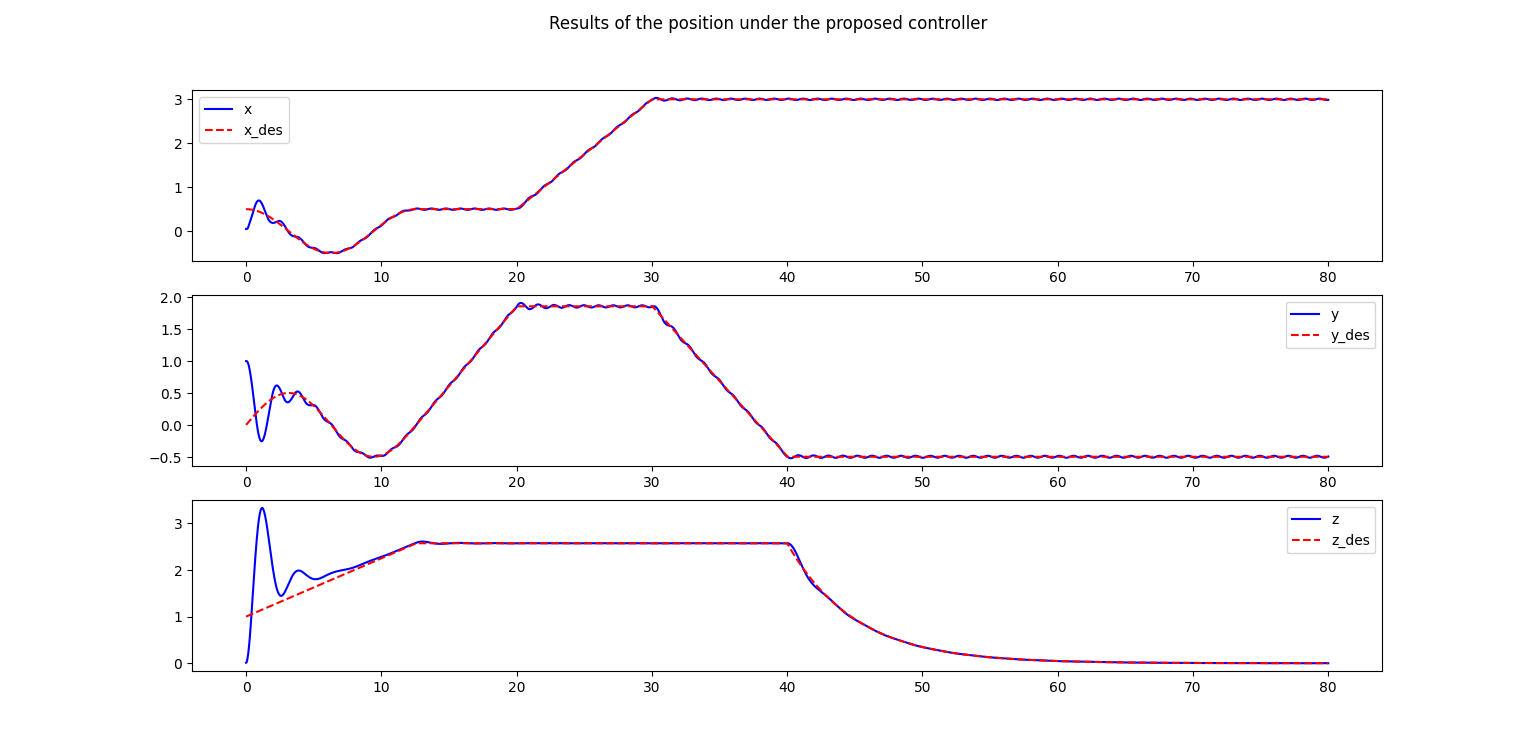 Results of the position under the proposed controller
3
2
1
0
x
x_des
0 10 20 30 40 50 60 70 80
2.0
1.5
1.0
0.5
0.0
−0.5
y
y_des
0 10 20 30 40 50 60 70 80
3
2
1
0
z
z_des
0 10 20 30 40 50 60 70 80